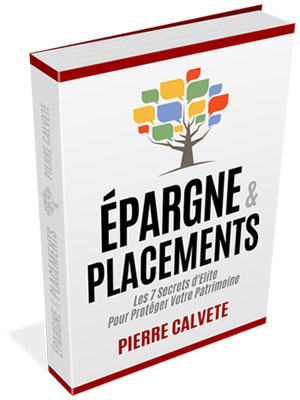 ÉPARGNE &
PLACEMENTS
Les 7 Secrets d'Elite
Pour Protéger Votre Patrimoine
PIERRE CALVETE
ÉPARGNE & PLACEMENTS
PIERRE CALVETE